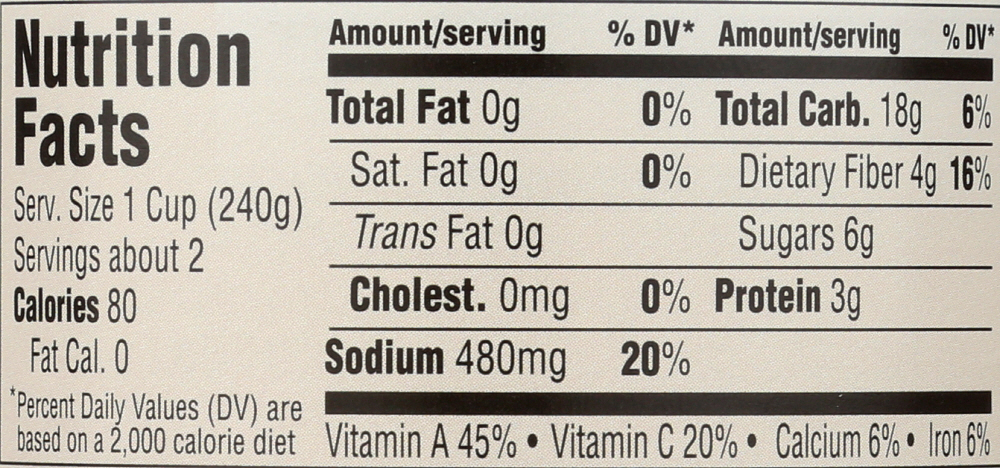 Nutrition
Facts
Serv. Size 1 Cup (240g)
Servings about 2
Calories 80
Fat Cal. 0
*Percent Daily Values (DV) are
based on a 2,000 calorie diet
Amount/serving % DV* Amount/serving % DV*
Total Fat 0g 0% Total Carb. 18g 6%
Sat. Fat 0g 0% Dietary Fiber 4g 16%
Trans Fat 0g Sugars 6g
Cholest. 0mg 0% Protein 3g
Sodium 480mg 20%
Vitamin A 45% • Vitamin C 20% • Calcium 6% • Iron 6%